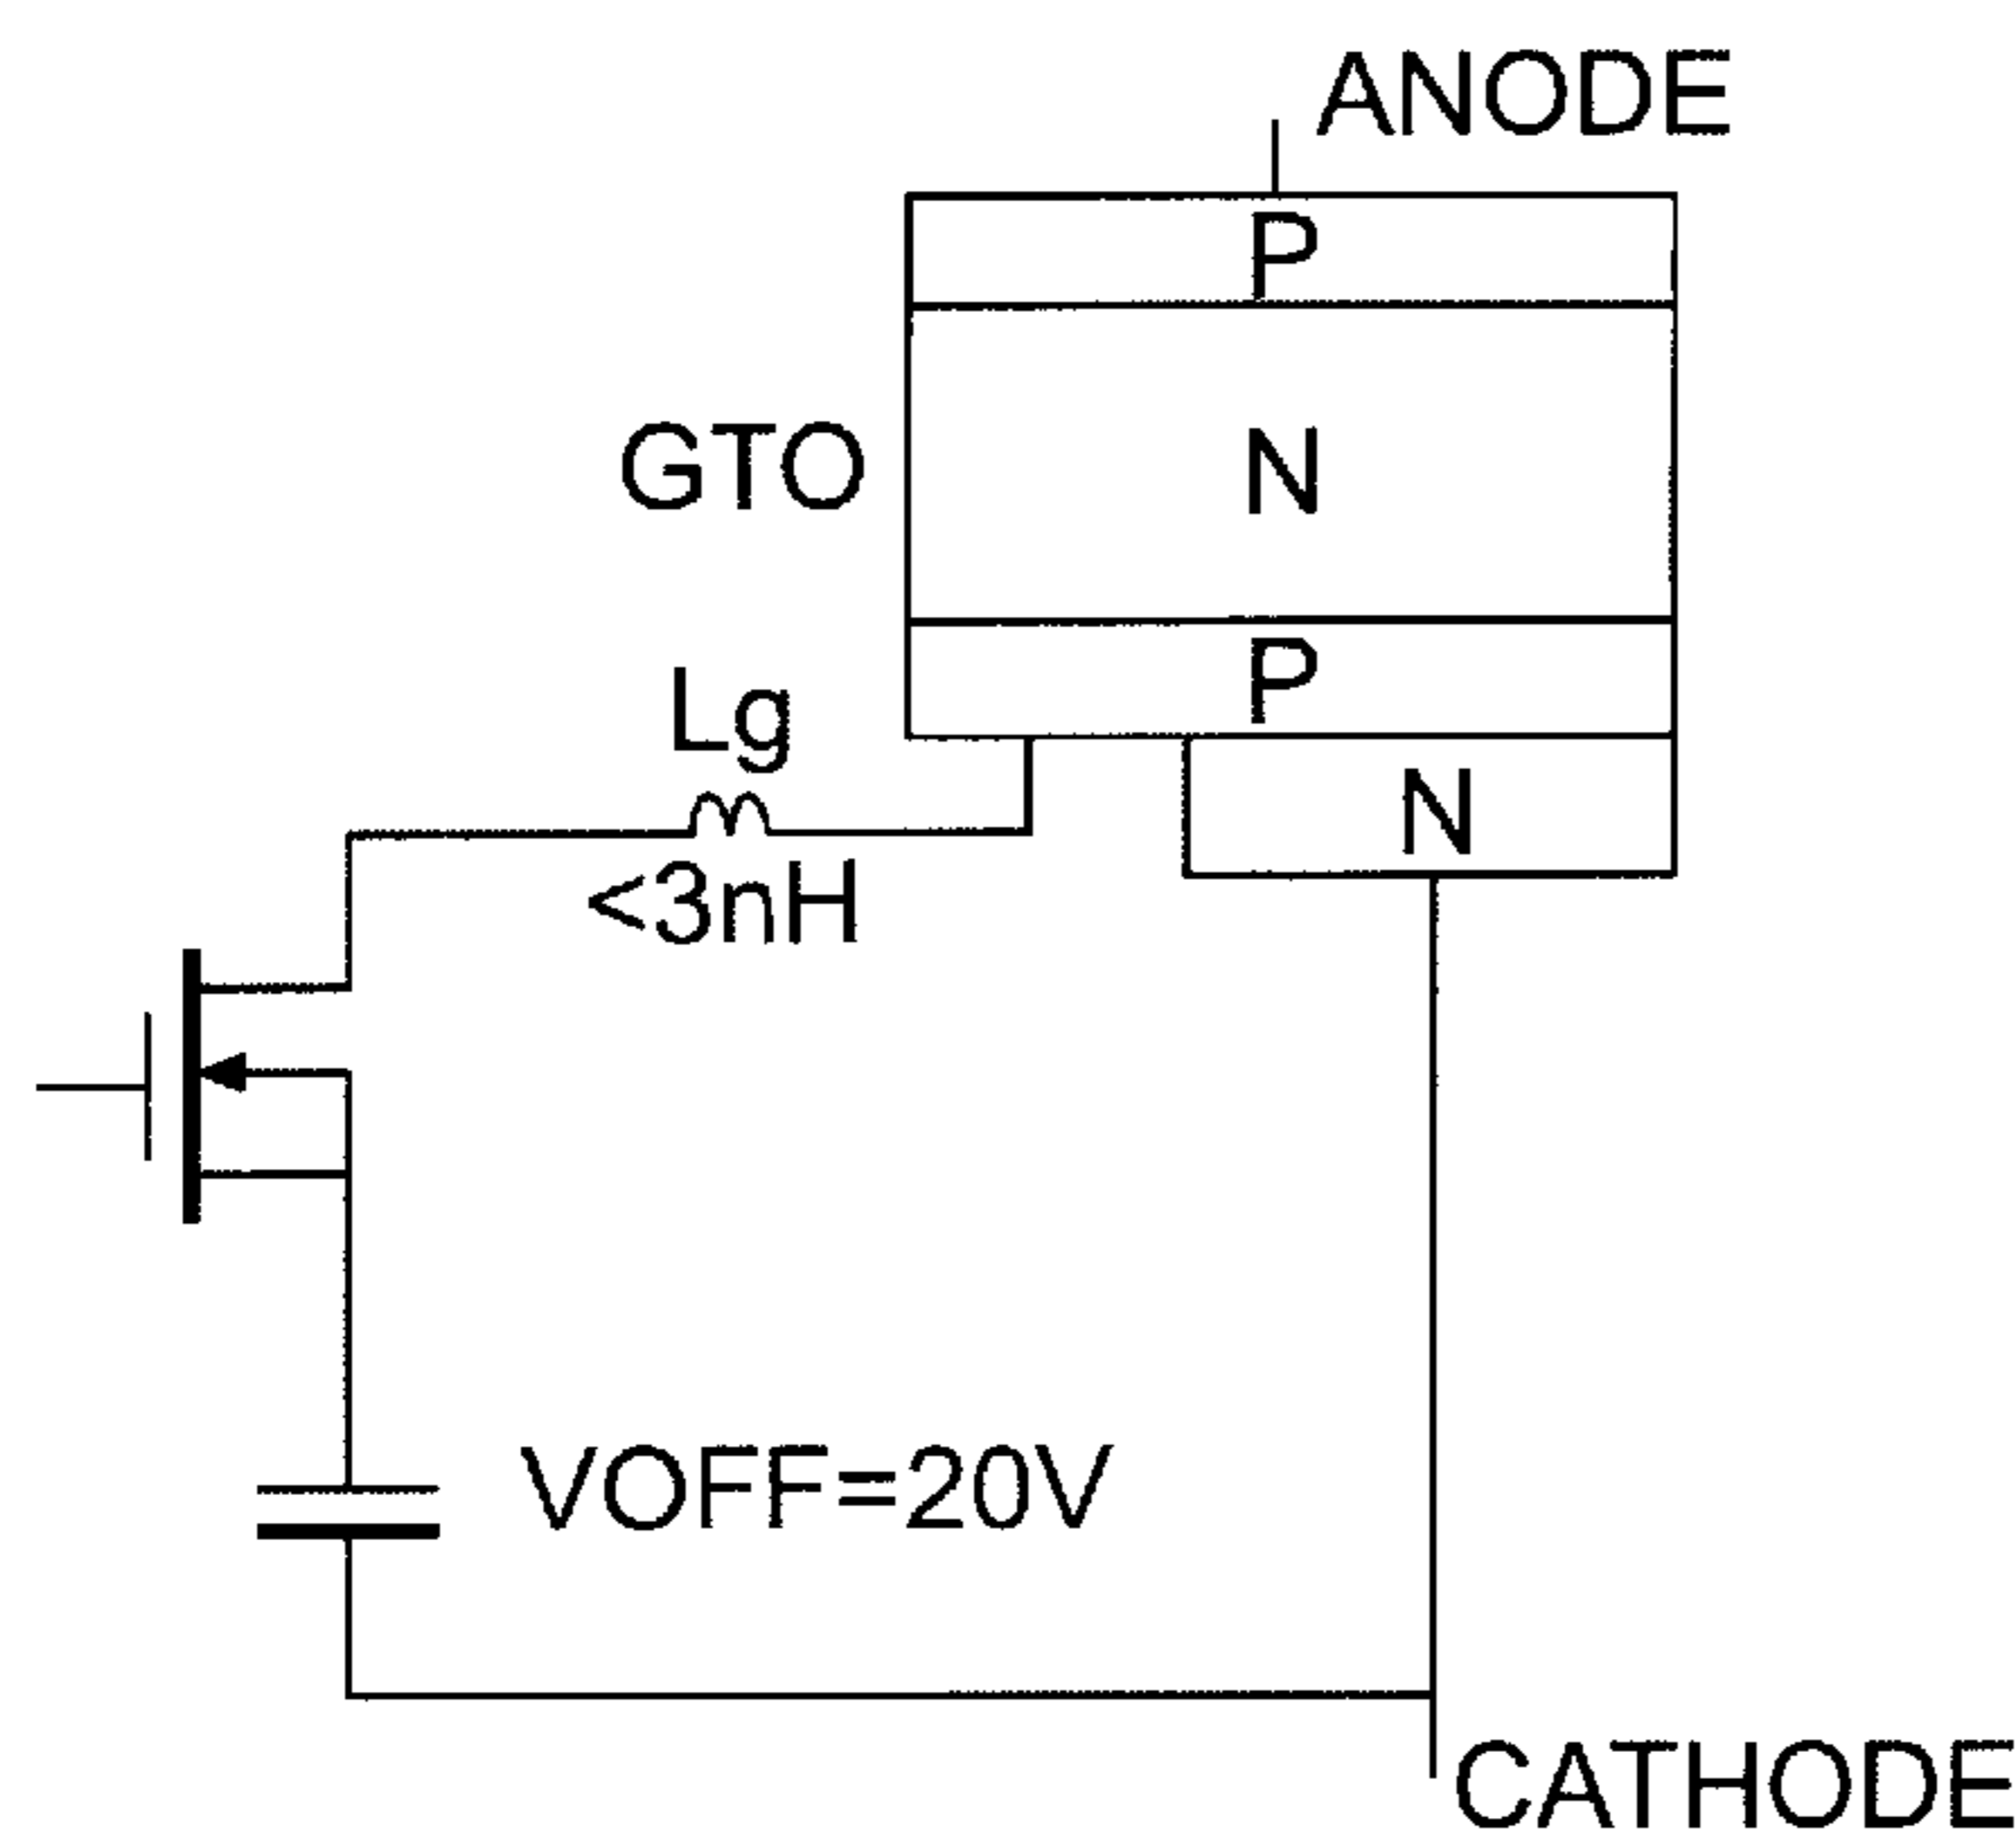 ANODE
P
GTO
N
P
Lg
N
<3nH
VOFF=20V
CATHODE